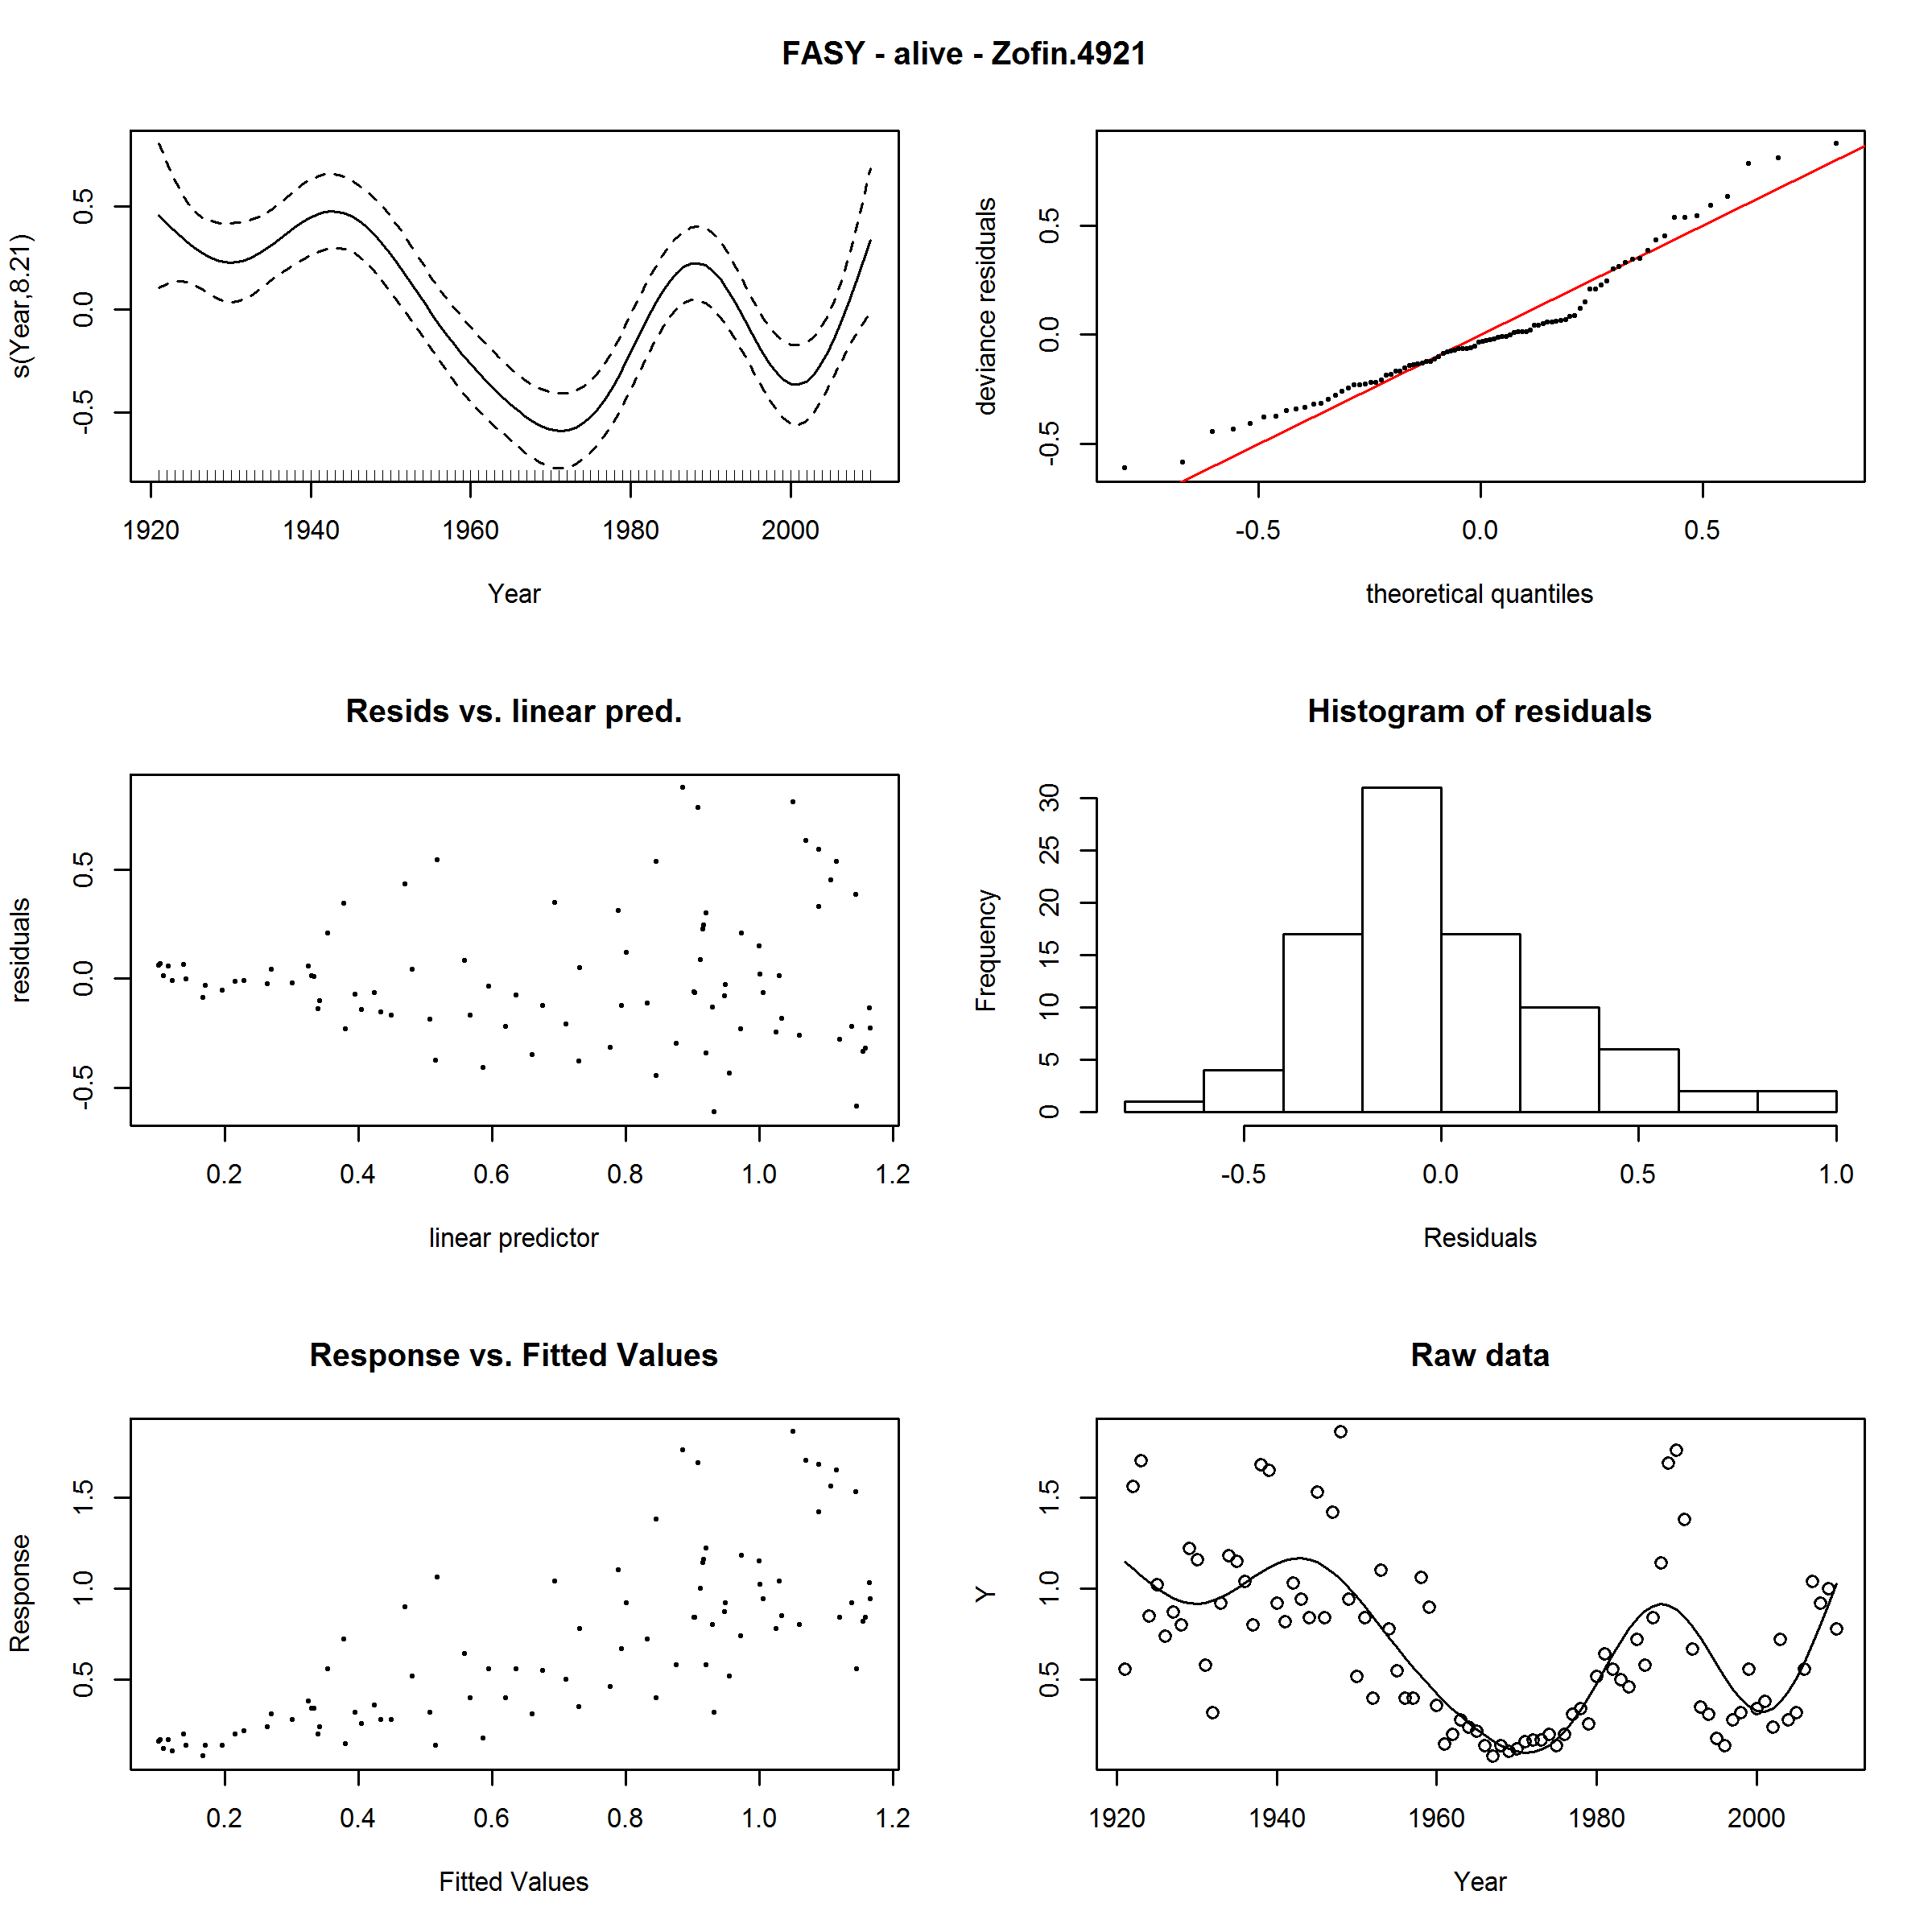 FASY - alive - Zofin.4921
s(Year,8.21)
-0.5 0.0 0.5
1920 1940 1960 1980 2000
Year
deviance residuals
-0.5 0.0 0.5
-0.5 0.0 0.5
theoretical quantiles
Resids vs. linear pred.
residuals
-0.5 0.0 0.5
0.2 0.4 0.6 0.8 1.0 1.2
linear predictor
Histogram of residuals
Frequency
0 5 10 15 20 25 30
-0.5 0.0 0.5 1.0
Residuals
Response vs. Fitted Values
Response
0.5 1.0 1.5
0.2 0.4 0.6 0.8 1.0 1.2
Fitted Values
Raw data
Y
0.5 1.0 1.5
1920 1940 1960 1980 2000
Year